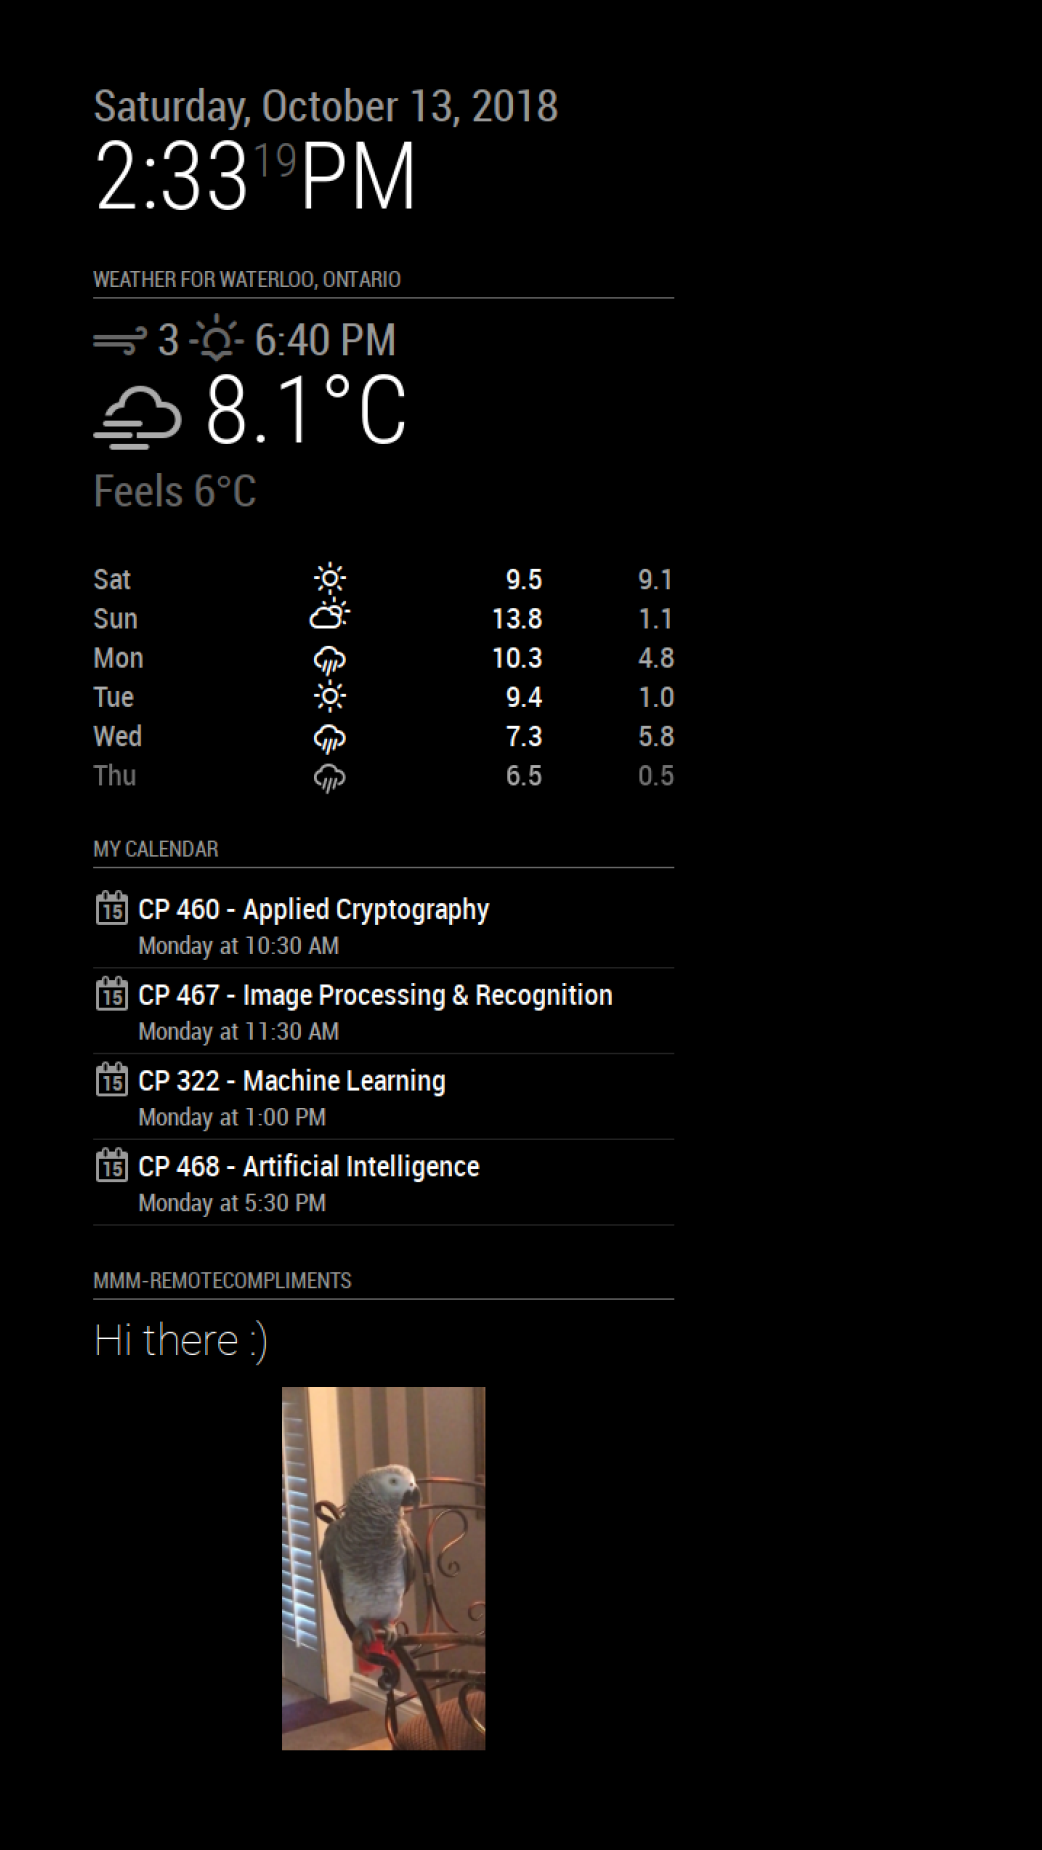 Saturday, October 13, 2018
2:33 19 PM
WEATHER FOR WATERLOO, ONTARIO
3 6:40 PM
8.1°C
Feels 6°C
Sat 9.5 9.1
Sun 13.8 1.1
Mon 10.3 4.8
Tue 9.4 1.0
Wed 7.3 5.8
Thu 6.5 0.5
MY CALENDAR
15 CP 460 - Applied Cryptography
Monday at 10:30 AM
15 CP 467 - Image Processing & Recognition
Monday at 11:30 AM
15 CP 322 - Machine Learning
Monday at 1:00 PM
15 CP 468 - Artificial Intelligence
Monday at 5:30 PM
MMM-REMOTECOMPLIMENTS
Hi there :)